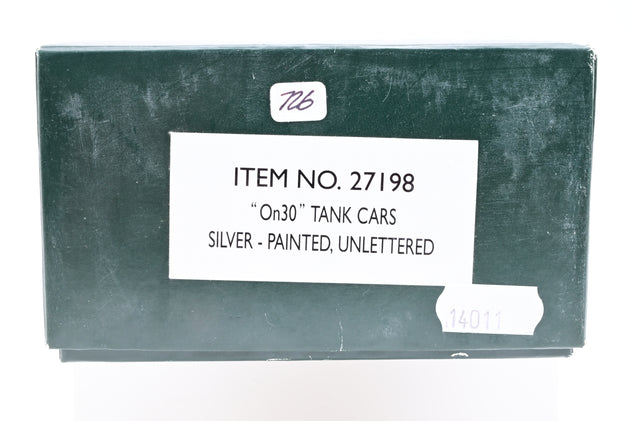 726
ITEM NO. 27198
“On30” TANK CARS
SILVER - PAINTED, UNLETTERED
14011